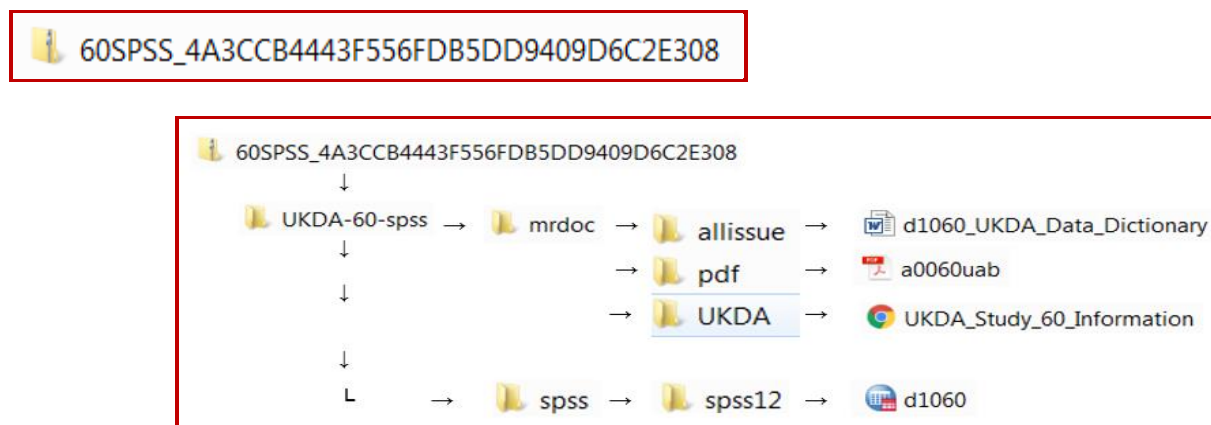 60SPSS_4A3CCB4443F556FDB5DD9409D6C2E308
60SPSS_4A3CCB4443F556FDB5DD9409D6C2E308
↓
UKDA-60-spss → mrdoc → allissue → d1060_UKDA_Data_Dictionary
↓
→ pdf → a0060uab
↓
→ UKDA → UKDA_Study_60_Information
↓
└ → spss → spss12 → d1060